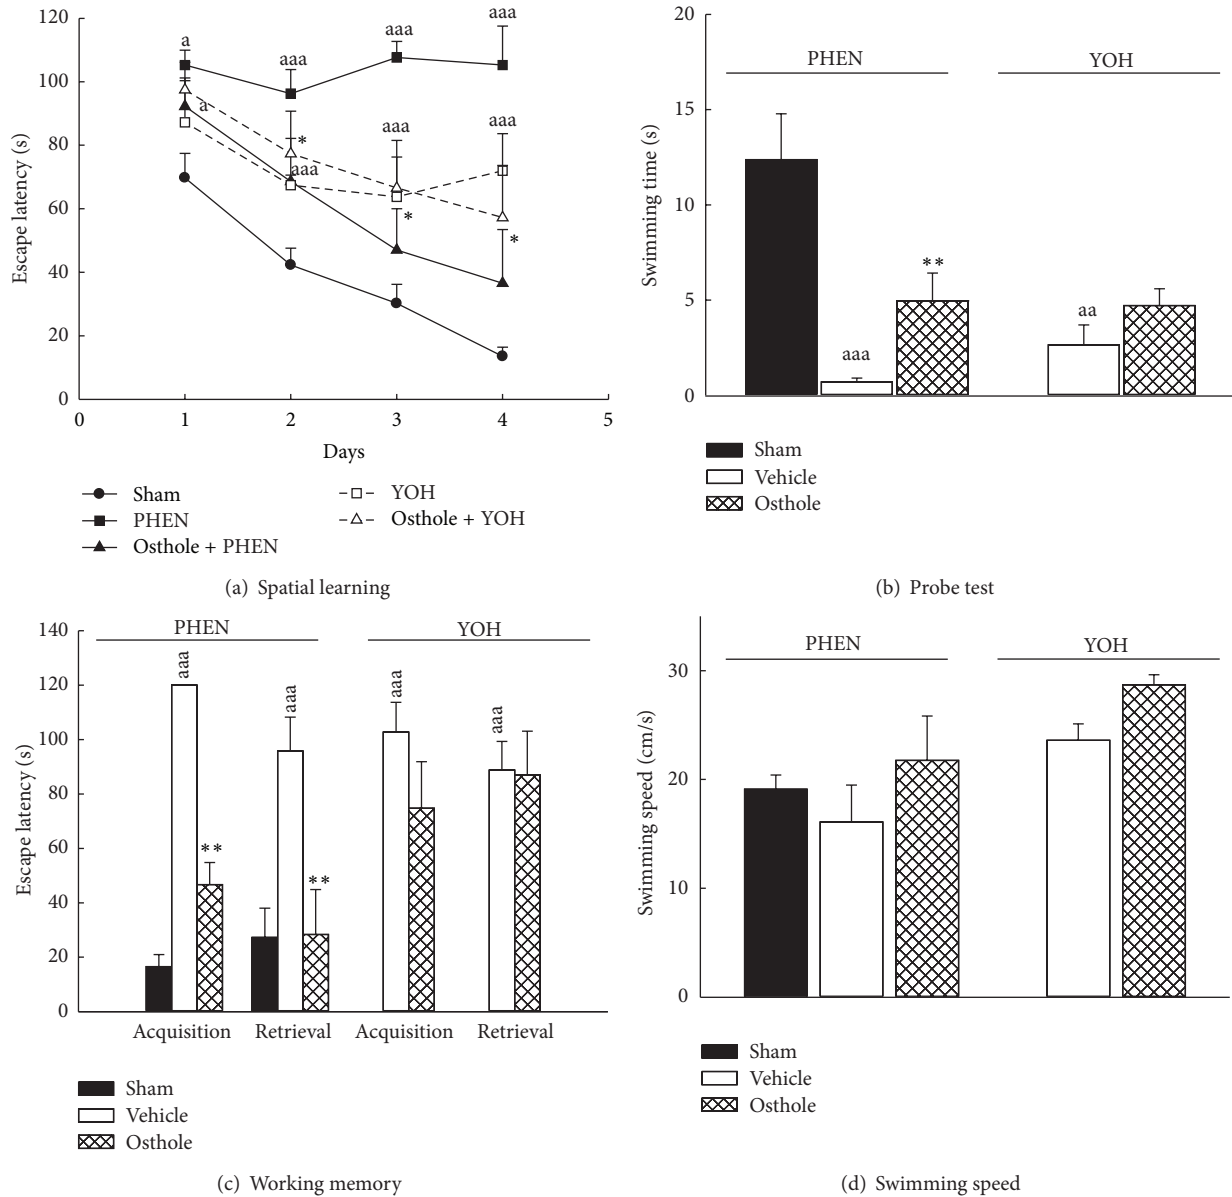 120
100
80
60
40
20
0
Escape latency (s)
a
aaa
aaa
aaa
a
*
aaa
aaa
aaa
*
*
0 1 2 3 4 5
Days
Sham
PHEN
Osthole + PHEN
YOH
Osthole + YOH
(a) Spatial learning
20
15
10
5
0
Swimming time (s)
PHEN YOH
aaa
**
aa
Sham
Vehicle
Osthole
(b) Probe test
140
120
100
80
60
40
20
0
Escape latency (s)
PHEN YOH
aaa
**
aaa
**
aaa
aaa
Acquisition Retrieval Acquisition Retrieval
Sham
Vehicle
Osthole
(c) Working memory
30
20
10
0
Swimming speed (cm/s)
PHEN YOH
Sham
Vehicle
Osthole
(d) Swimming speed